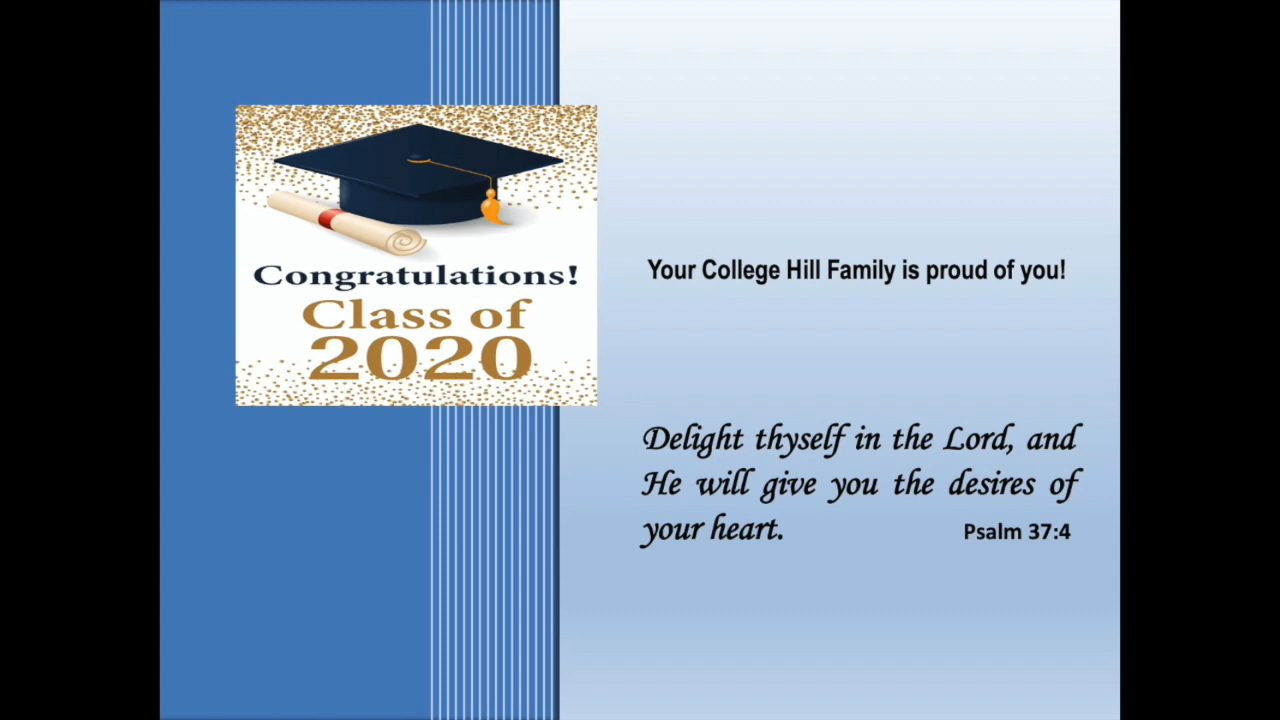 Congratulations!
Class of
2020
Your College Hill Family is proud of you!
Delight thyself in the Lord, and
He will give you the desires of
your heart. Psalm 37:4